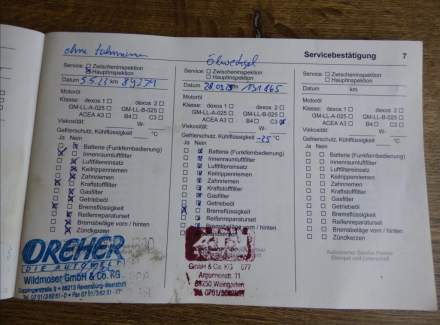 Servicebestätigung 7
ohne
Service: Zwischeninspektion
Hauptinspektion
Datum km
Motoröl
Klasse: dexos 1 dexos 2
GM-LL-A-025 GM-LL-B-025
ACEA A3 B4 C3
Viskosität: W-
Gefrierschutz, Kühlflüssigkeit °C
Ja Nein
Batterie (Funkfernbedienung)
Innenraumluftfilter
Luftfiltereinsatz
Keilrippenriemen
Zahnriemen
Kraftstofffilter
Gasfilter
Getriebeöl
Bremsflüssigkeit
Reifenreparaturset
Bremsbeläge vorn / hinten
Zündkerzen
DREHER
DIE AUTOWELT
Wildmoser GmbH & Co. KG
Ölwechsel
Service: Zwischeninspektion
Hauptinspektion
Datum km
Motoröl
Klasse: dexos 1 dexos 2
GM-LL-A-025 GM-LL-B-025
ACEA A3 B4 C3
Viskosität: W-
Gefrierschutz, Kühlflüssigkeit -25 °C
Ja Nein
Batterie (Funkfernbedienung)
Innenraumluftfilter
Luftfiltereinsatz
Keilrippenriemen
Zahnriemen
Kraftstofffilter
Gasfilter
Getriebeöl
Bremsflüssigkeit
Reifenreparaturset
Bremsbeläge vorn / hinten
Zündkerzen
GmbH & Co. KG
Argonnenstr. 11
88250 Weingarten
Service: Zwischeninspektion
Hauptinspektion
Datum km
Motoröl
Klasse: dexos 1 dexos 2
GM-LL-A-025 GM-LL-B-025
ACEA A3 B4 C3
Viskosität: W-
Gefrierschutz, Kühlflüssigkeit °C
Ja Nein
Batterie (Funkfernbedienung)
Innenraumluftfilter
Luftfiltereinsatz
Keilrippenriemen
Zahnriemen
Kraftstofffilter
Gasfilter
Getriebeöl
Bremsflüssigkeit
Reifenreparaturset
Bremsbeläge vorn / hinten
Zündkerzen
Autorisierter Service Partner
Stempel und Unterschrift